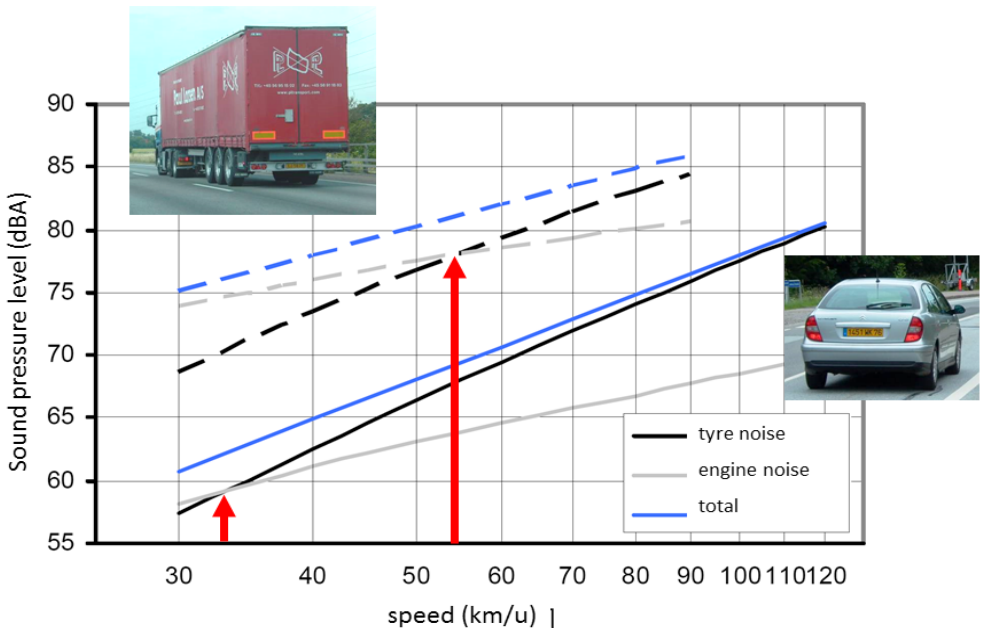 90
85
80
75
70
65
60
55
Sound pressure level (dBA)
30 40 50 60 70 80 90 100 110 120
speed (km/u)
tyre noise
engine noise
total